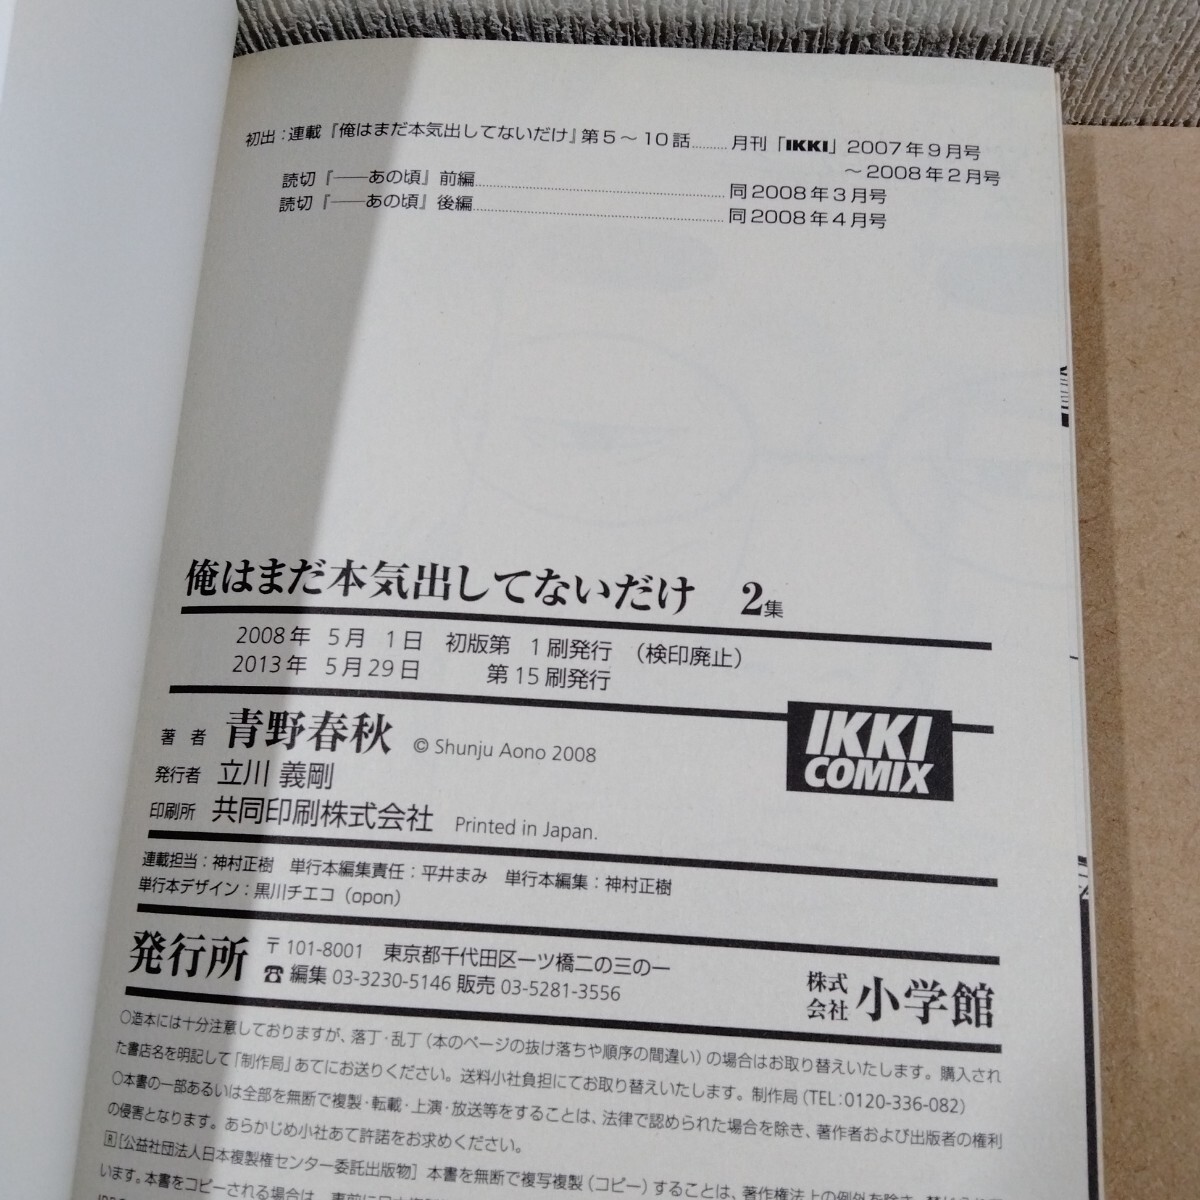 初出：連載『俺はまだ本気出してないだけ』第５～10話………月刊「IKKI」2007年9月号
～2008年2月号
読切『──あの頃』前編……………………………同2008年3月号
読切『──あの頃』後編……………………………同2008年4月号
俺はまだ本気出してないだけ　2集
2008年　5月　1日　初版第　1刷発行　（検印廃止）
2013年　5月29日　第15刷発行
著者　青野春秋　© Shunju Aono 2008
IKKI
COMIX
発行者　立川 義剛
印刷所　共同印刷株式会社　Printed in Japan.
連載担当：神村正樹　単行本編集責任：平井まみ　単行本編集：神村正樹
単行本デザイン：黒川チエコ（opon）
発行所　〒101-8001　東京都千代田区一ツ橋二の三の一
☎編集 03-3230-5146 販売 03-5281-3556
株式会社 小学館
○造本には十分注意しておりますが、落丁・乱丁（本のページの抜け落ちや順序の間違い）の場合はお取り替えいたします。購入され
た書店名を明記して「制作局」あてにお送りください。送料小社負担にてお取り替えいたします。制作局（TEL：0120-336-082）
○本書の一部あるいは全部を無断で複製・転載・上演・放送等をすることは、法律で認められた場合を除き、著作者および出版者の権利
の侵害となります。あらかじめ小社あて許諾をお求めください。
Ⓡ[公益社団法人日本複製権センター委託出版物] 本書を無断で複写複製（コピー）することは、著作権法上の例外を除き、禁じられて
います。本書をコピーされる場合は、事前に